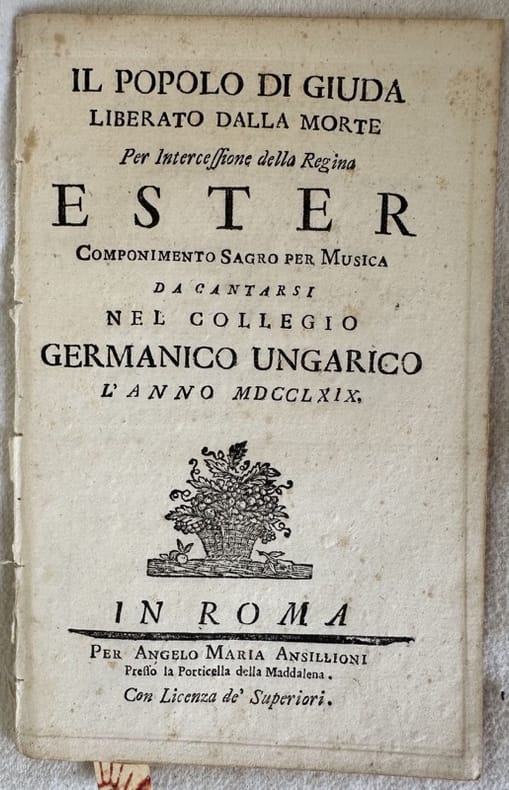 IL POPOLO DI GIUDA
LIBERATO DALLA MORTE
Per Interceſſione della Regina
ESTER
COMPONIMENTO SAGRO PER MUSICA
DA CANTARSI
NEL COLLEGIO
GERMANICO UNGARICO
L'ANNO MDCCLXIX.
IN ROMA
PER ANGELO MARIA ANSILLIONI
Preſſo la Porticella della Maddalena.
Con Licenza de' Superiori.